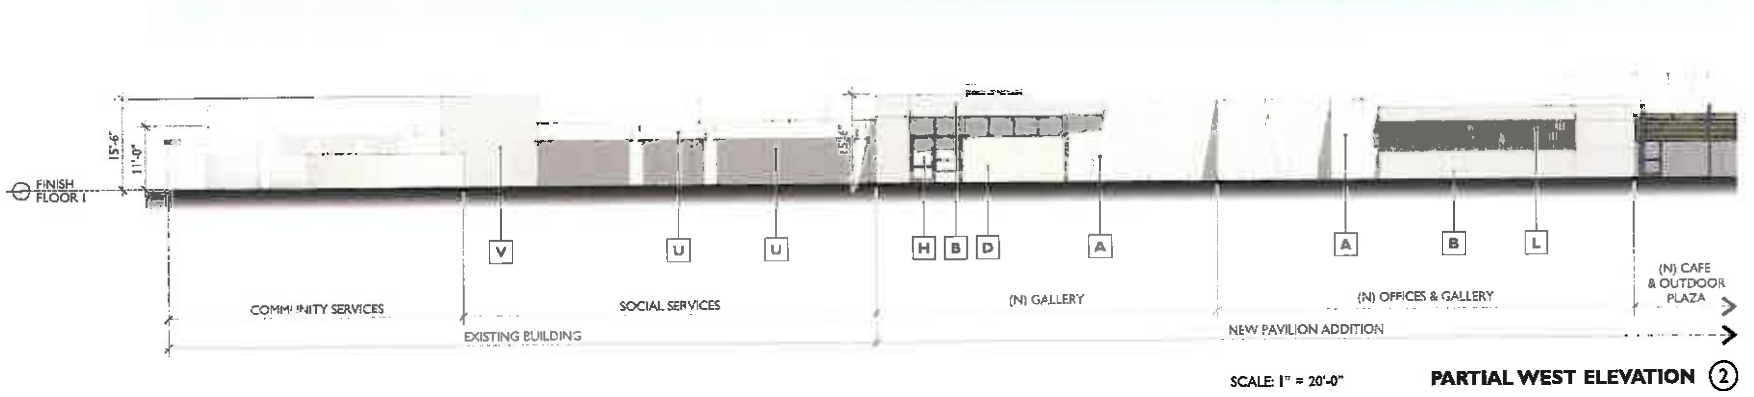 15'-6"
11'-0"
15'-6"
FINISH
FLOOR 1
V
U
U
H
B
D
A
A
B
L
COMMUNITY SERVICES
SOCIAL SERVICES
(N) GALLERY
(N) OFFICES & GALLERY
(N) CAFE
& OUTDOOR
PLAZA
EXISTING BUILDING
NEW PAVILION ADDITION
SCALE: 1" = 20'-0"
PARTIAL WEST ELEVATION 2